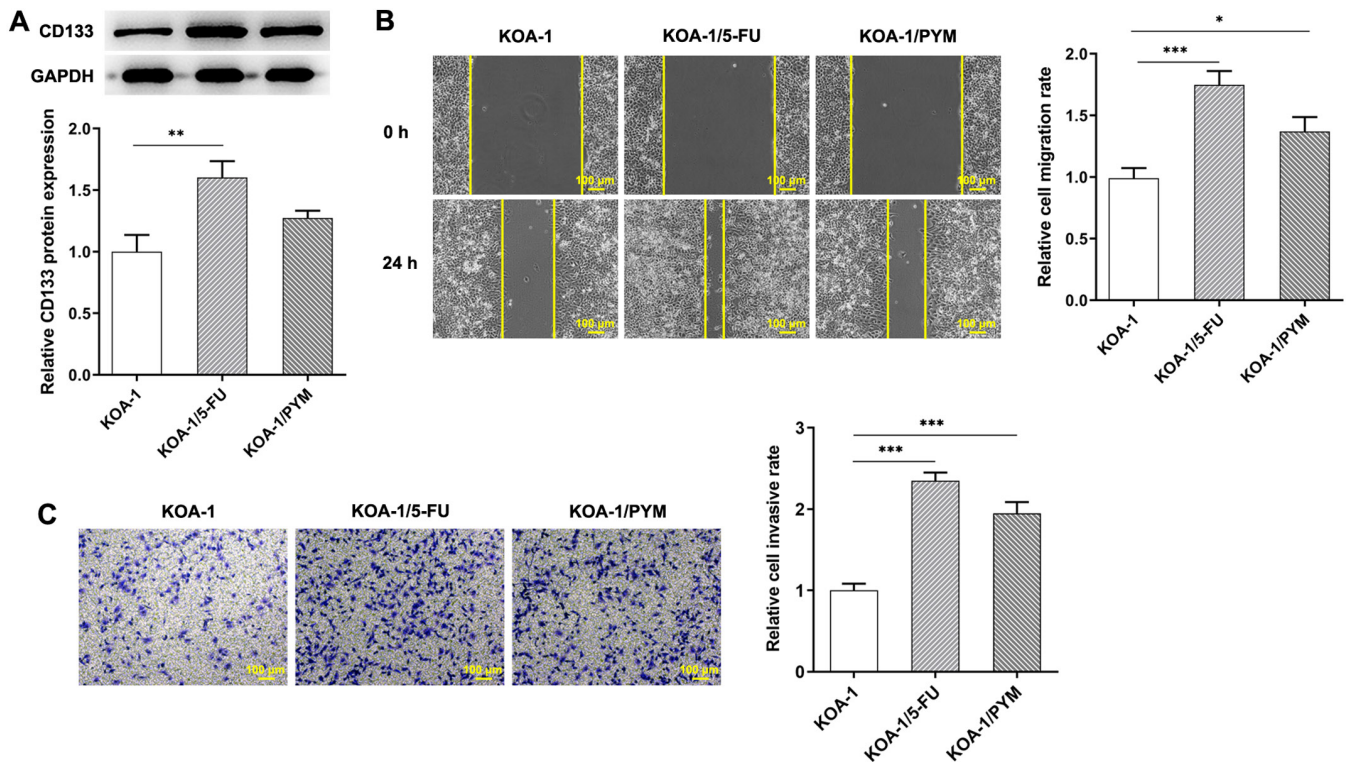 A
CD133
GAPDH
Relative CD133 protein expression
2.0
1.5
1.0
0.5
0.0
**
KOA-1
KOA-1/5-FU
KOA-1/PYM
B
KOA-1
KOA-1/5-FU
KOA-1/PYM
0 h
100 µm
100 µm
100 µm
24 h
100 µm
100 µm
100 µm
Relative cell migration rate
2.0
1.5
1.0
0.5
0.0
*
***
KOA-1
KOA-1/5-FU
KOA-1/PYM
C
KOA-1
KOA-1/5-FU
KOA-1/PYM
100 µm
100 µm
100 µm
Relative cell invasive rate
3
2
1
0
***
***
KOA-1
KOA-1/5-FU
KOA-1/PYM